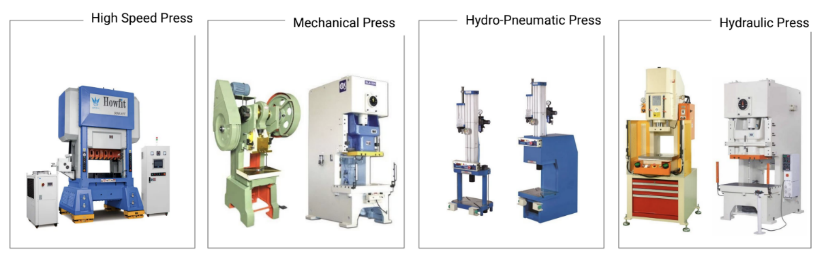 High Speed Press
Mechanical Press
Hydro-Pneumatic Press
Hydraulic Press
Howfit